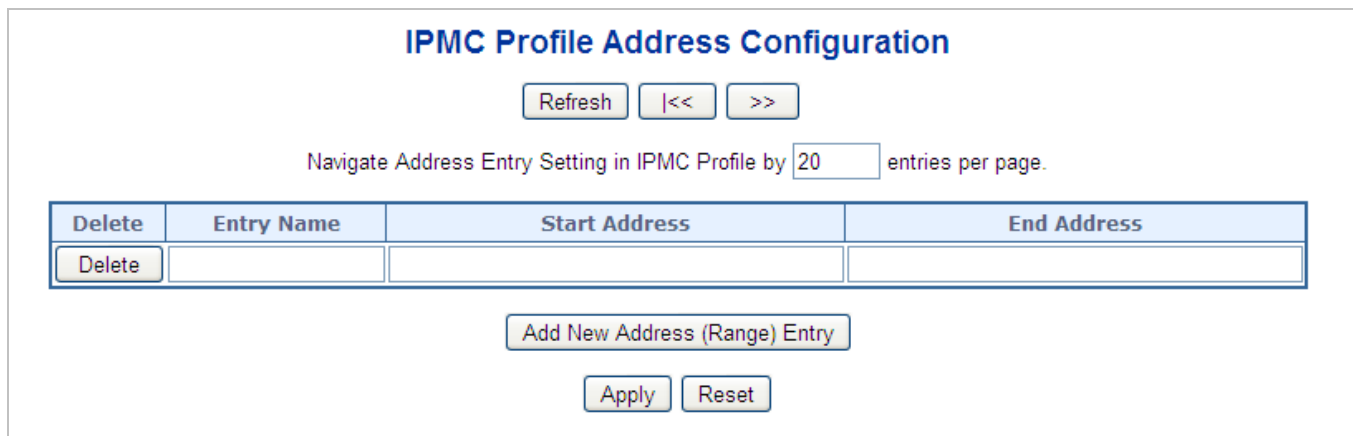 IPMC Profile Address Configuration
Refresh |<< >>
Navigate Address Entry Setting in IPMC Profile by 20 entries per page.
Delete Entry Name Start Address End Address
Delete
Add New Address (Range) Entry
Apply Reset